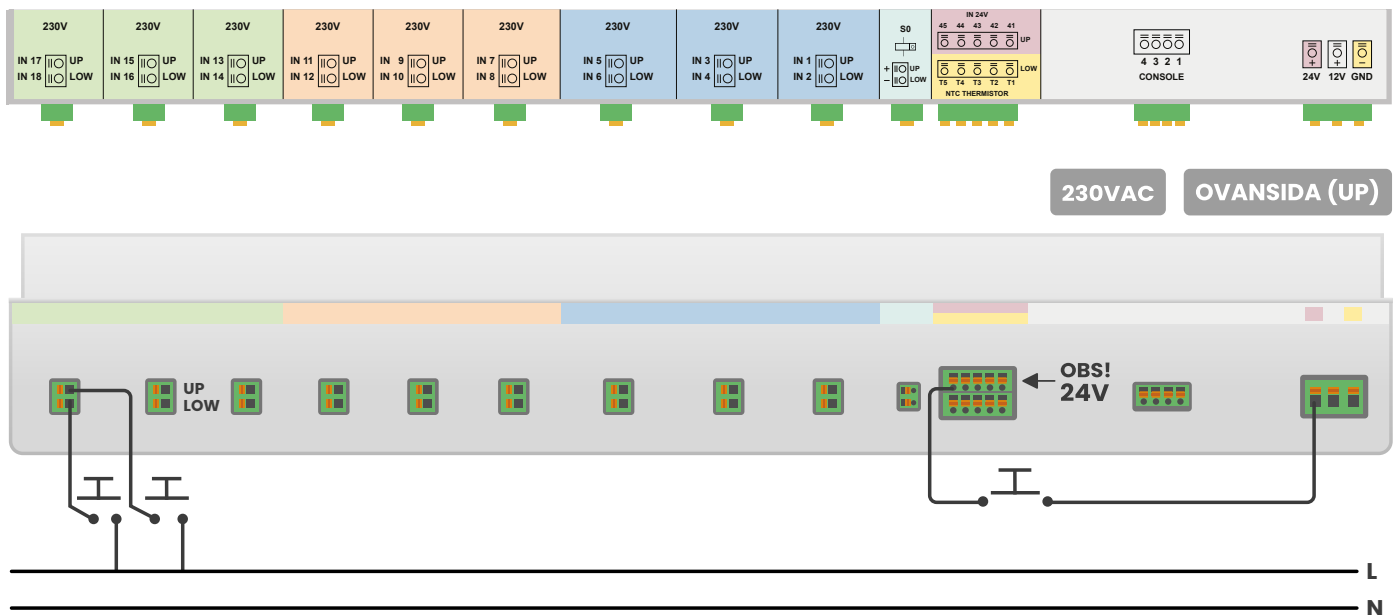 230V 230V 230V 230V 230V 230V 230V 230V 230V S0 IN 24V
45 44 43 42 41
UP
IN 17 UP IN 15 UP IN 13 UP IN 11 UP IN 9 UP IN 7 UP IN 5 UP IN 3 UP IN 1 UP + UP
IN 18 LOW IN 16 LOW IN 14 LOW IN 12 LOW IN 10 LOW IN 8 LOW IN 6 LOW IN 4 LOW IN 2 LOW − LOW
LOW
T5 T4 T3 T2 T1
NTC THERMISTOR
4 3 2 1
CONSOLE
+ + −
24V 12V GND
230VAC OVANSIDA (UP)
UP
LOW
OBS!
24V
L
N